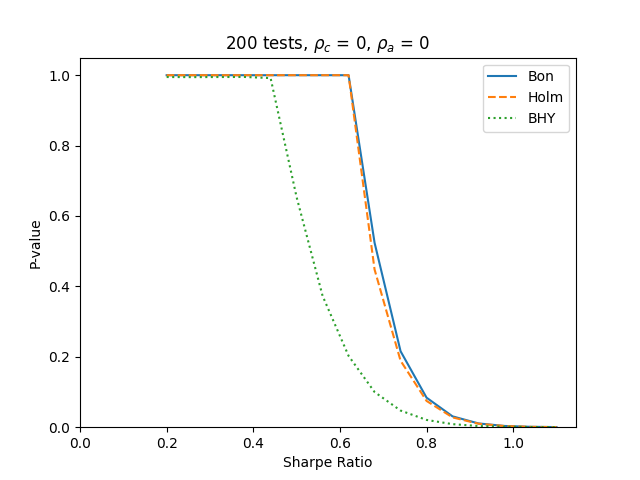 200 tests, ρc = 0, ρa = 0
Bon
Holm
BHY
P-value
1.0
0.8
0.6
0.4
0.2
0.0
0.0 0.2 0.4 0.6 0.8 1.0
Sharpe Ratio